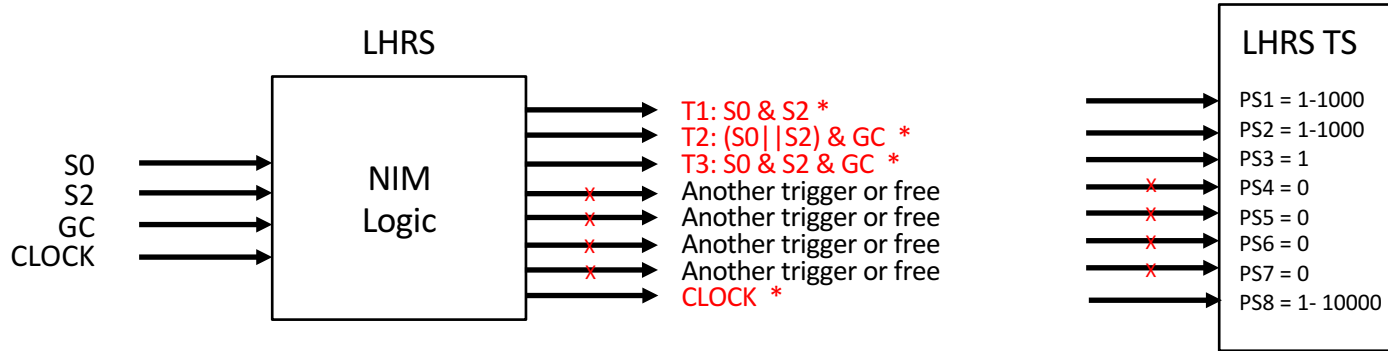 LHRS
S0
S2
GC
CLOCK
NIM
Logic
T1: S0 & S2 *
T2: (S0||S2) & GC *
T3: S0 & S2 & GC *
x Another trigger or free
x Another trigger or free
x Another trigger or free
x Another trigger or free
CLOCK *
LHRS TS
PS1 = 1-1000
PS2 = 1-1000
PS3 = 1
x PS4 = 0
x PS5 = 0
x PS6 = 0
x PS7 = 0
PS8 = 1- 10000